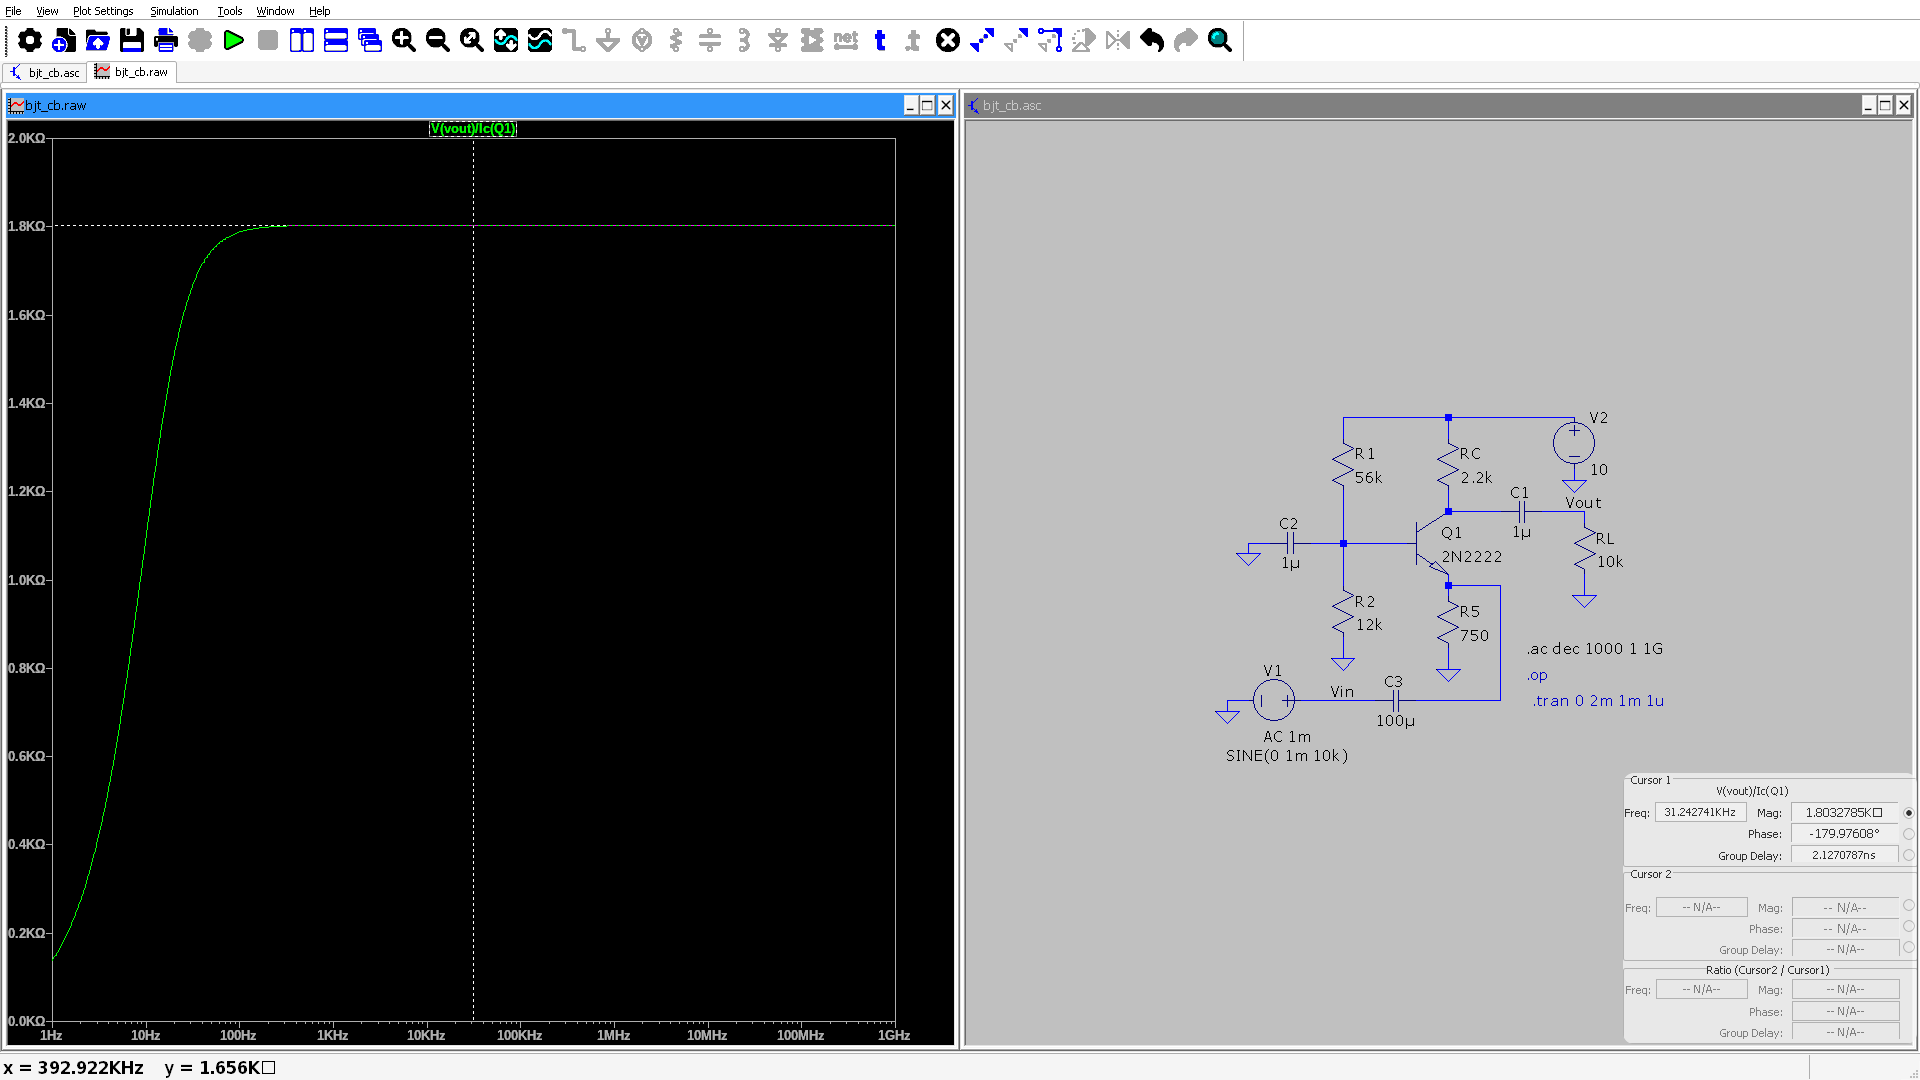 File View Plot Settings Simulation Tools Window Help
net t .t
bjt_cb.asc bjt_cb.raw
bjt_cb.raw
V(vout)/Ic(Q1)
2.0KΩ
1.8KΩ
1.6KΩ
1.4KΩ
1.2KΩ
1.0KΩ
0.8KΩ
0.6KΩ
0.4KΩ
0.2KΩ
0.0KΩ
1Hz 10Hz 100Hz 1KHz 10KHz 100KHz 1MHz 10MHz 100MHz 1GHz
bjt_cb.asc
V2
10
R1
56k
RC
2.2k
C1
1µ
Vout
C2
1µ
Q1
2N2222
RL
10k
R2
12k
R5
750
.ac dec 1000 1 1G
.op
.tran 0 2m 1m 1u
V1
Vin
C3
100µ
AC 1m
SINE(0 1m 10k)
Cursor 1
V(vout)/Ic(Q1)
Freq: 31.242741KHz Mag: 1.8032785K□
Phase: -179.97608°
Group Delay: 2.1270787ns
Cursor 2
Freq: -- N/A-- Mag: -- N/A--
Phase: -- N/A--
Group Delay: -- N/A--
Ratio (Cursor2 / Cursor1)
Freq: -- N/A-- Mag: -- N/A--
Phase: -- N/A--
Group Delay: -- N/A--
x = 392.922KHz y = 1.656K□